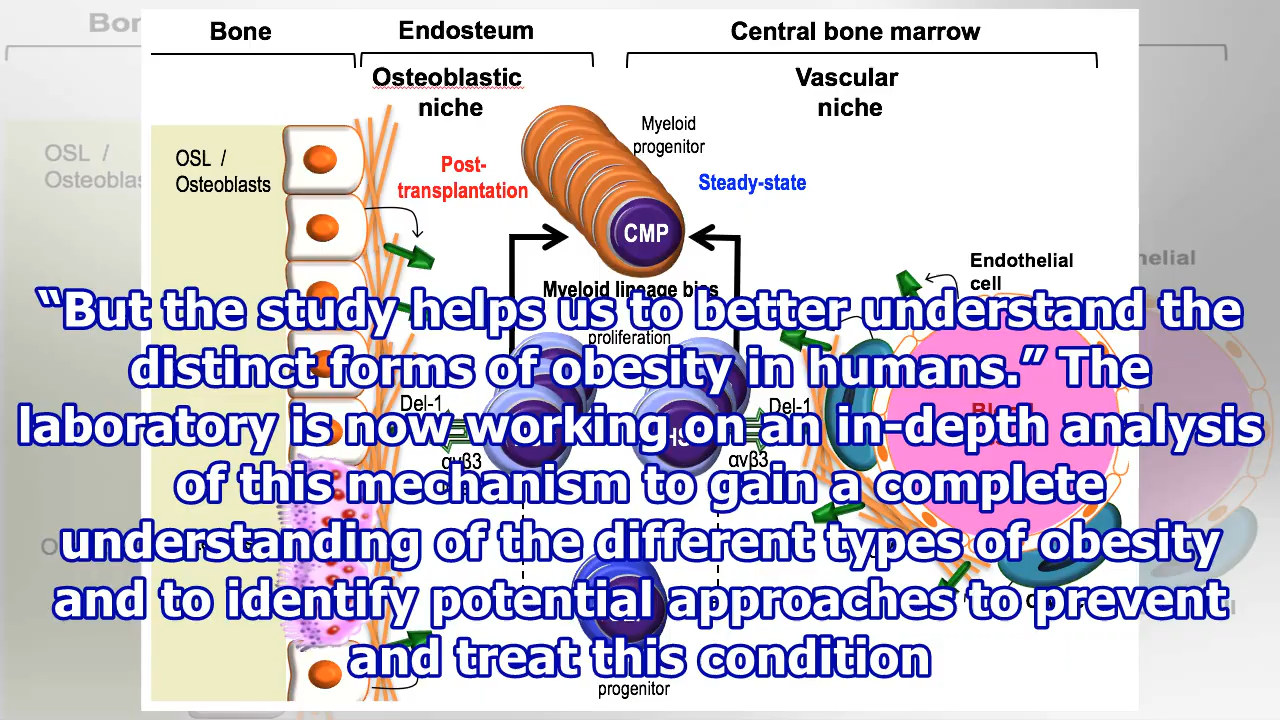 Bone
Endosteum
Central bone marrow
Osteoblastic
niche
Vascular
niche
OSL /
Osteoblasts
Post-
transplantation
Myeloid
progenitor
Steady-state
CMP
Endothelial
cell
Myeloid lineage bias
proliferation
Del-1
αvβ3
Del-1
αvβ3
“But the study helps us to better understand the
distinct forms of obesity in humans.” The
laboratory is now working on an in-depth analysis
of this mechanism to gain a complete
understanding of the different types of obesity
and to identify potential approaches to prevent
and treat this condition
progenitor
OSL /